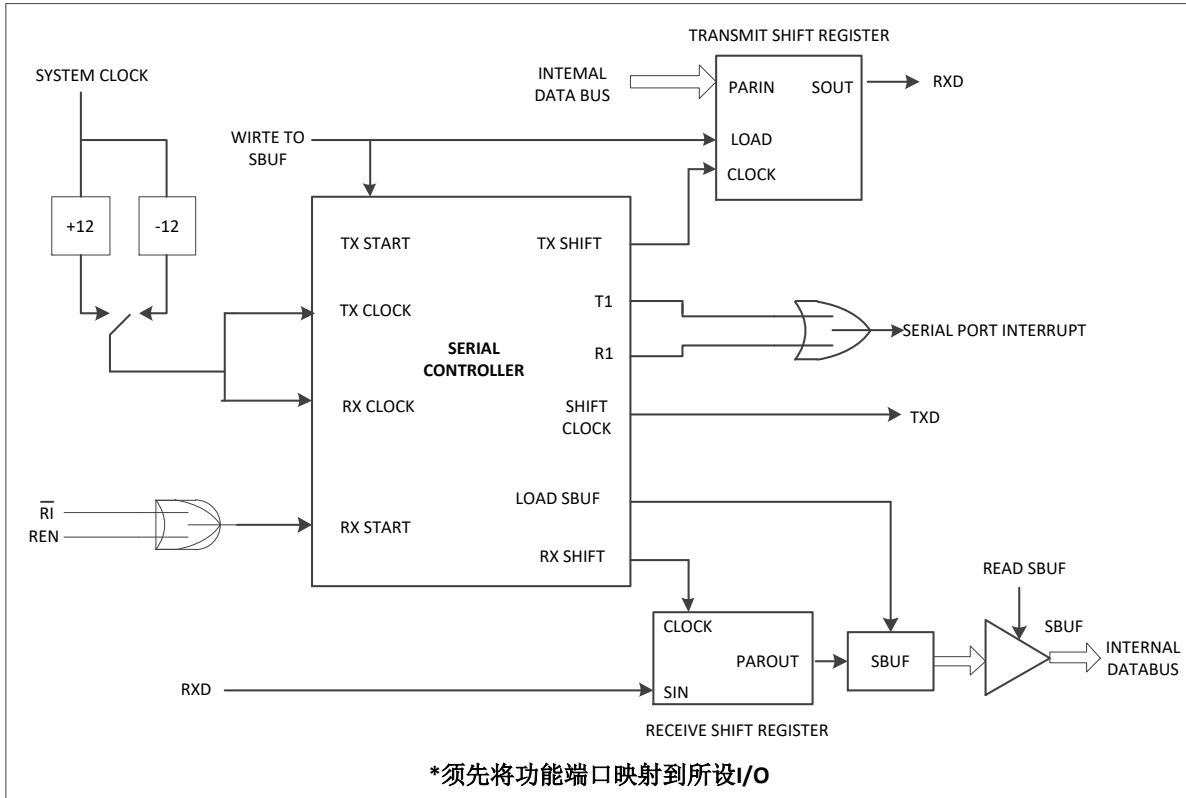 TRANSMIT SHIFT REGISTER
SYSTEM CLOCK
INTEMAL
DATA BUS
PARIN
SOUT
RXD
WIRTE TO
SBUF
LOAD
CLOCK
+12
-12
TX START
TX SHIFT
TX CLOCK
T1
SERIAL PORT INTERRUPT
SERIAL
CONTROLLER
R1
RX CLOCK
SHIFT
CLOCK
TXD
LOAD SBUF
R̅I̅
REN
RX START
RX SHIFT
READ SBUF
CLOCK
SBUF
PAROUT
SBUF
INTERNAL
DATABUS
RXD
SIN
RECEIVE SHIFT REGISTER
*须先将功能端口映射到所设I/O